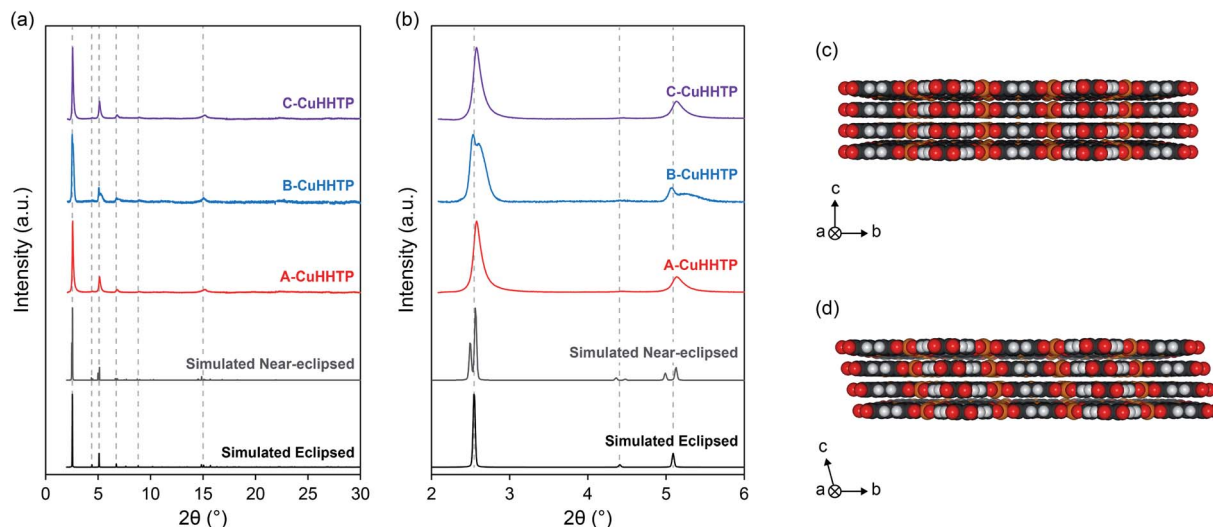 (a)
Intensity (a.u.)
C-CuHHTP
B-CuHHTP
A-CuHHTP
Simulated Near-eclipsed
Simulated Eclipsed
0 5 10 15 20 25 30
2θ (°)
(b)
Intensity (a.u.)
C-CuHHTP
B-CuHHTP
A-CuHHTP
Simulated Near-eclipsed
Simulated Eclipsed
2 3 4 5 6
2θ (°)
(c)
c
a b
(d)
c
a b